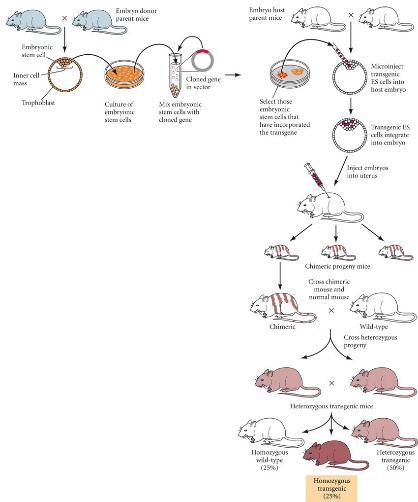 Embryo donor
parent mice
Embryonic
stem cell
Inner cell
mass
Trophoblast
Culture of
embryonic
stem cells
Mix embryonic
stem cells with
cloned gene
Cloned gene
in vector
Embryo host
parent mice
Select those
embryonic
stem cells that
have incorporated
the transgene
Microinject
transgenic
ES cells into
host embryo
Transgenic ES
cells integrate
into embryo
Inject embryos
into uterus
Chimeric progeny mice
Cross chimeric
mouse and
normal mouse
Chimeric
Wild-type
Cross heterozygous
progeny
Heterozygous transgenic mice
Homozygous
wild-type
(25%)
Heterozygous
transgenic
(50%)
Homozygous
transgenic
(25%)